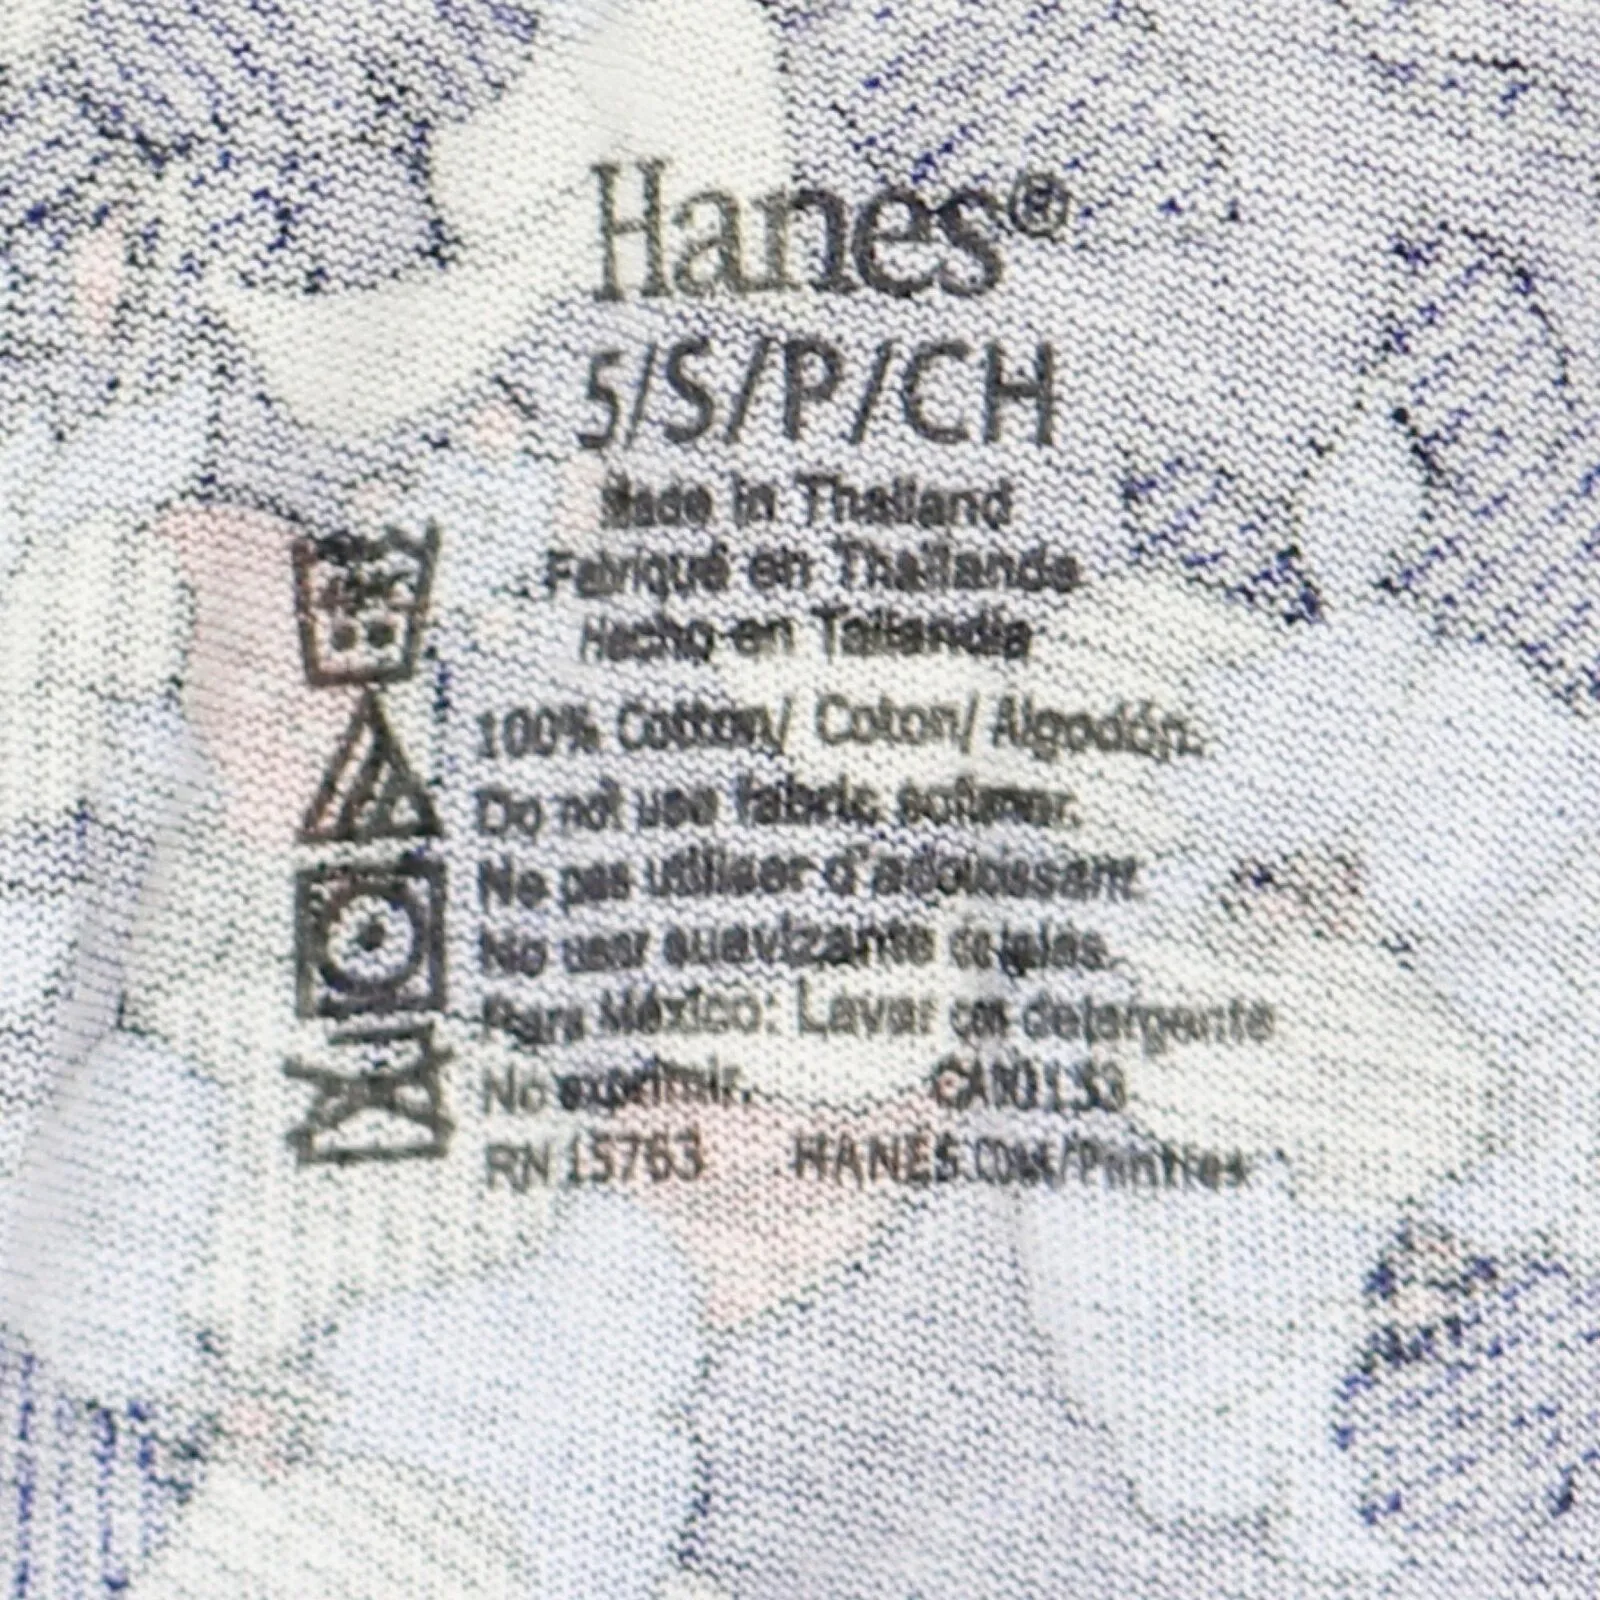 Hanes®
5/S/P/CH
Made in Thailand
Fabriqué en Thaïlande
Hecho en Tailandia
100% Cotton/ Coton/ Algodón.
Do not use fabric softener.
Ne pas utiliser d'adoucissant.
No usar suavizante de telas.
Para México: Lavar con detergente
No exprimir.
RN 15763 HANES.COM/Panties